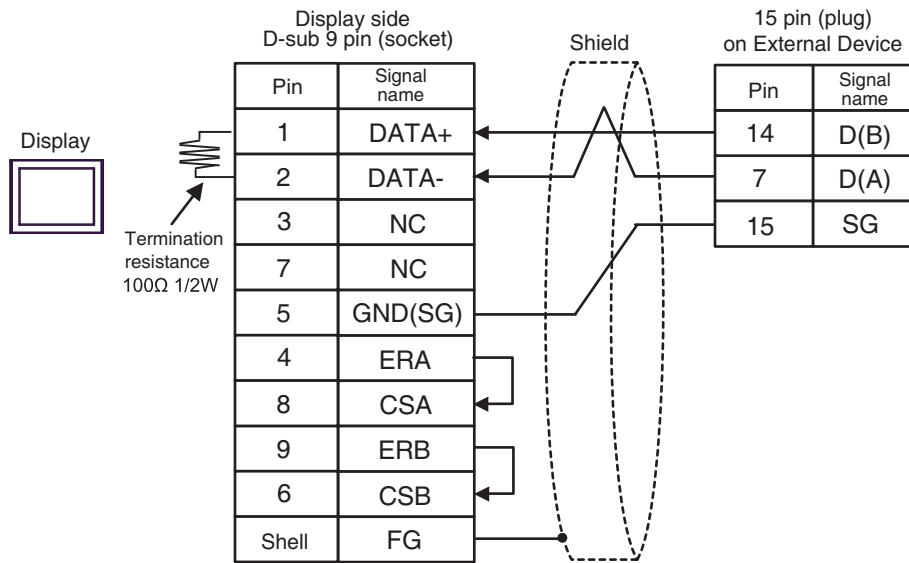 Display side
D-sub 9 pin (socket)
Shield
15 pin (plug)
on External Device
Pin Signal name
1 DATA+
2 DATA-
3 NC
7 NC
5 GND(SG)
4 ERA
8 CSA
9 ERB
6 CSB
Shell FG
Pin Signal name
14 D(B)
7 D(A)
15 SG
Display
Termination
resistance
100Ω 1/2W